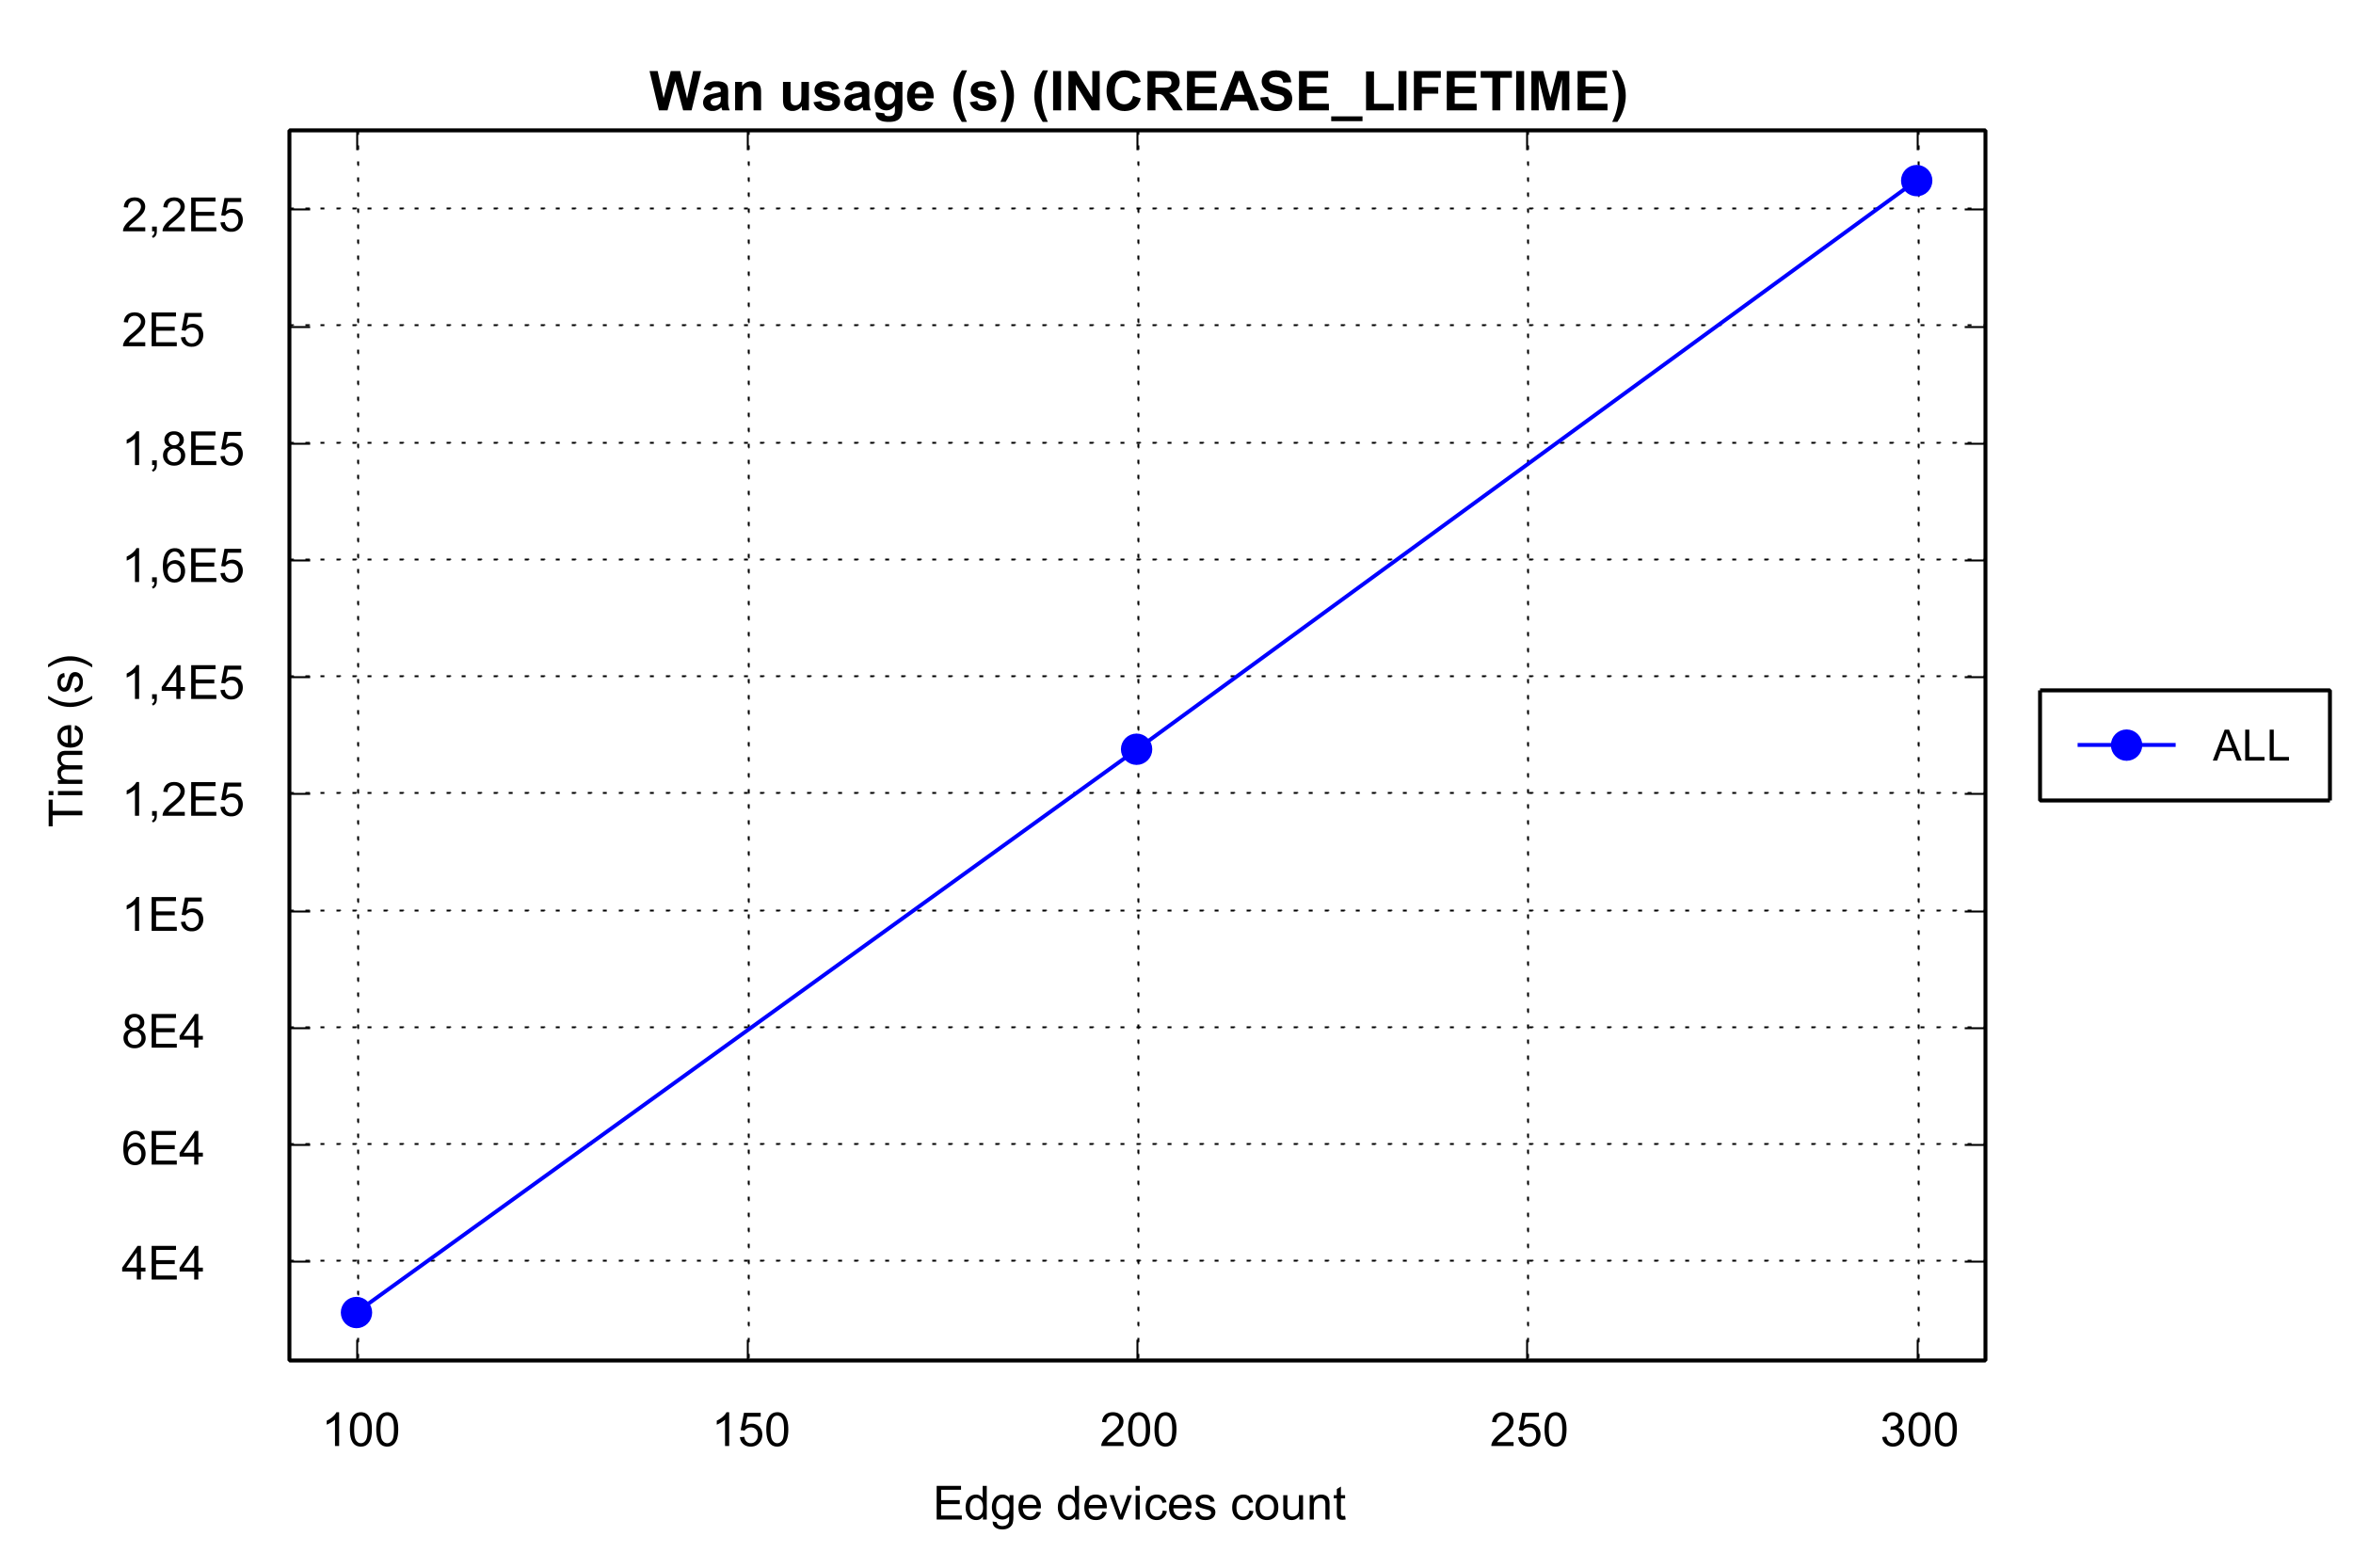 Wan usage (s) (INCREASE_LIFETIME)
2,2E5
2E5
1,8E5
1,6E5
1,4E5
1,2E5
1E5
8E4
6E4
4E4
Time (s)
ALL
100 150 200 250 300
Edge devices count